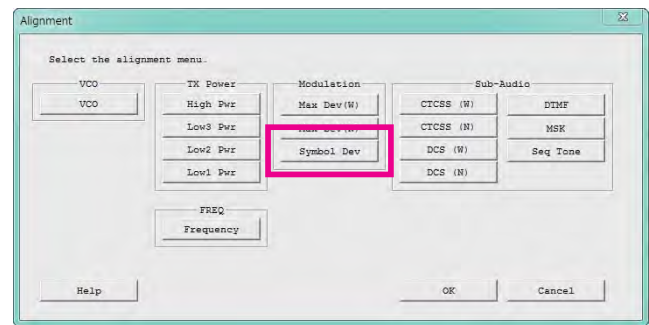 Alignment
Select the alignment menu.
VCO
VCO
TX Power
High Pwr
Low3 Pwr
Low2 Pwr
Low1 Pwr
Modulation
Max Dev(W)
Symbol Dev
Sub-Audio
CTCSS (W)
CTCSS (N)
DCS (W)
DCS (N)
DTMF
MSK
Seq Tone
FREQ
Frequency
Help
OK
Cancel